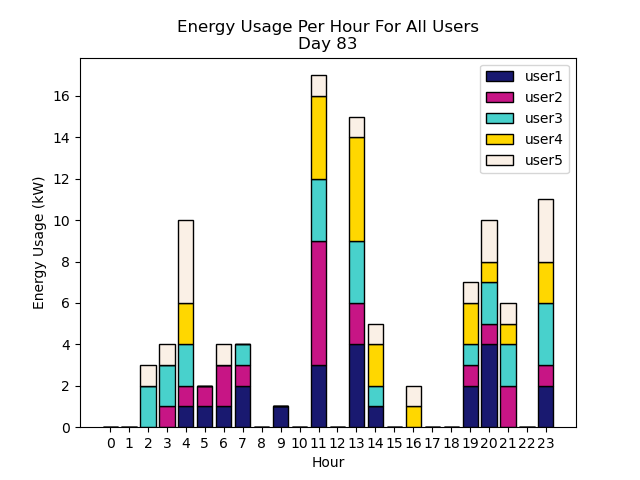 Energy Usage Per Hour For All Users
Day 83
user1
user2
user3
user4
user5
Energy Usage (kW)
16
14
12
10
8
6
4
2
0
0 1 2 3 4 5 6 7 8 9 10 11 12 13 14 15 16 17 18 19 20 21 22 23
Hour